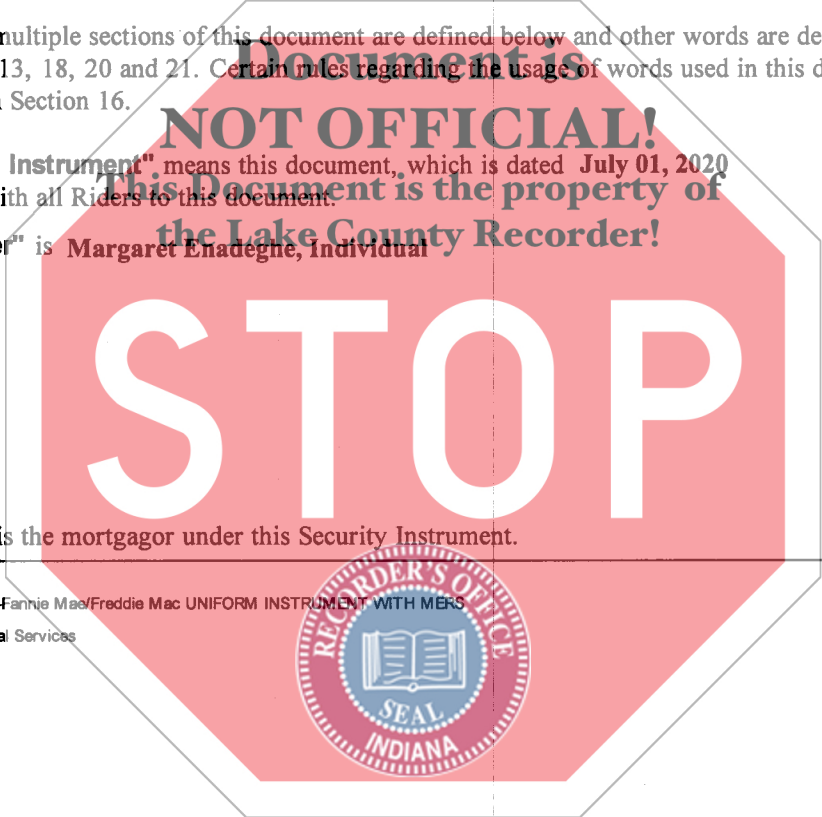 multiple sections of this document are defined below and other words are de
Document is
13, 18, 20 and 21. Certain rules regarding the usage of words used in this d
Section 16.
NOT OFFICIAL!
Instrument" means this document, which is dated July 01, 2020
This Document is the property of
ith all Riders to this document.
the Lake County Recorder!
er" is Margaret Enadeghe, Individual
STOP
is the mortgagor under this Security Instrument.
Fannie Mae/Freddie Mac UNIFORM INSTRUMENT WITH MERS
al Services
RECORDER'S OFFICE
SEAL
INDIANA